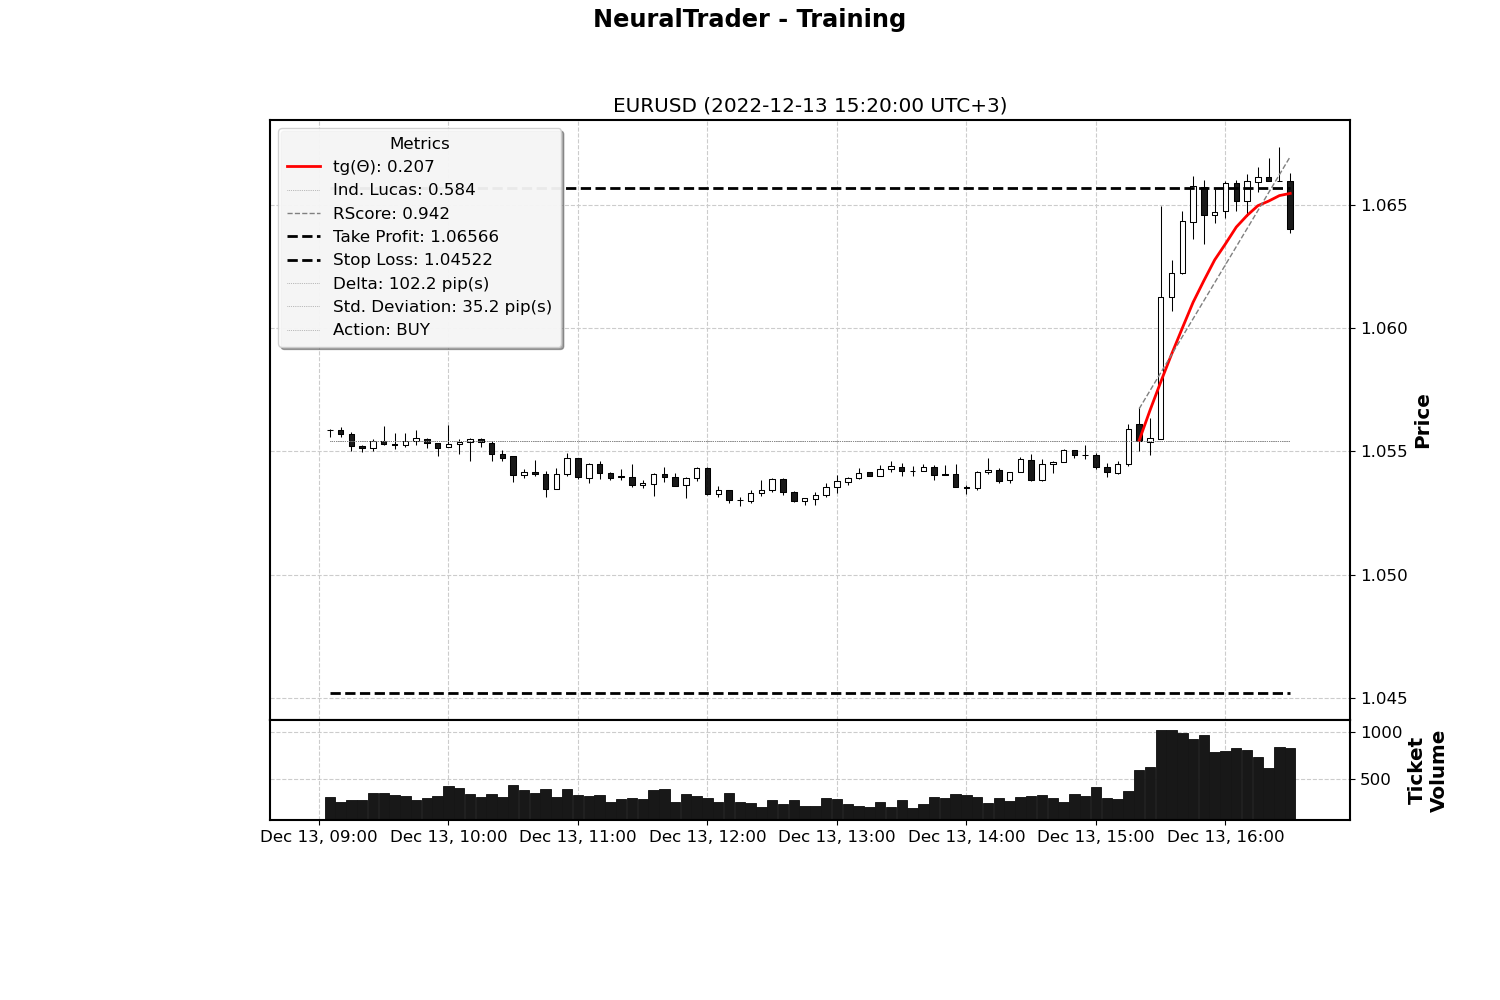 NeuralTrader - Training
EURUSD (2022-12-13 15:20:00 UTC+3)
Metrics
tg(Θ): 0.207
Ind. Lucas: 0.584
RScore: 0.942
Take Profit: 1.06566
Stop Loss: 1.04522
Delta: 102.2 pip(s)
Std. Deviation: 35.2 pip(s)
Action: BUY
1.065
1.060
1.055
1.050
1.045
Price
1000
500
Ticket
Volume
Dec 13, 09:00 Dec 13, 10:00 Dec 13, 11:00 Dec 13, 12:00 Dec 13, 13:00 Dec 13, 14:00 Dec 13, 15:00 Dec 13, 16:00